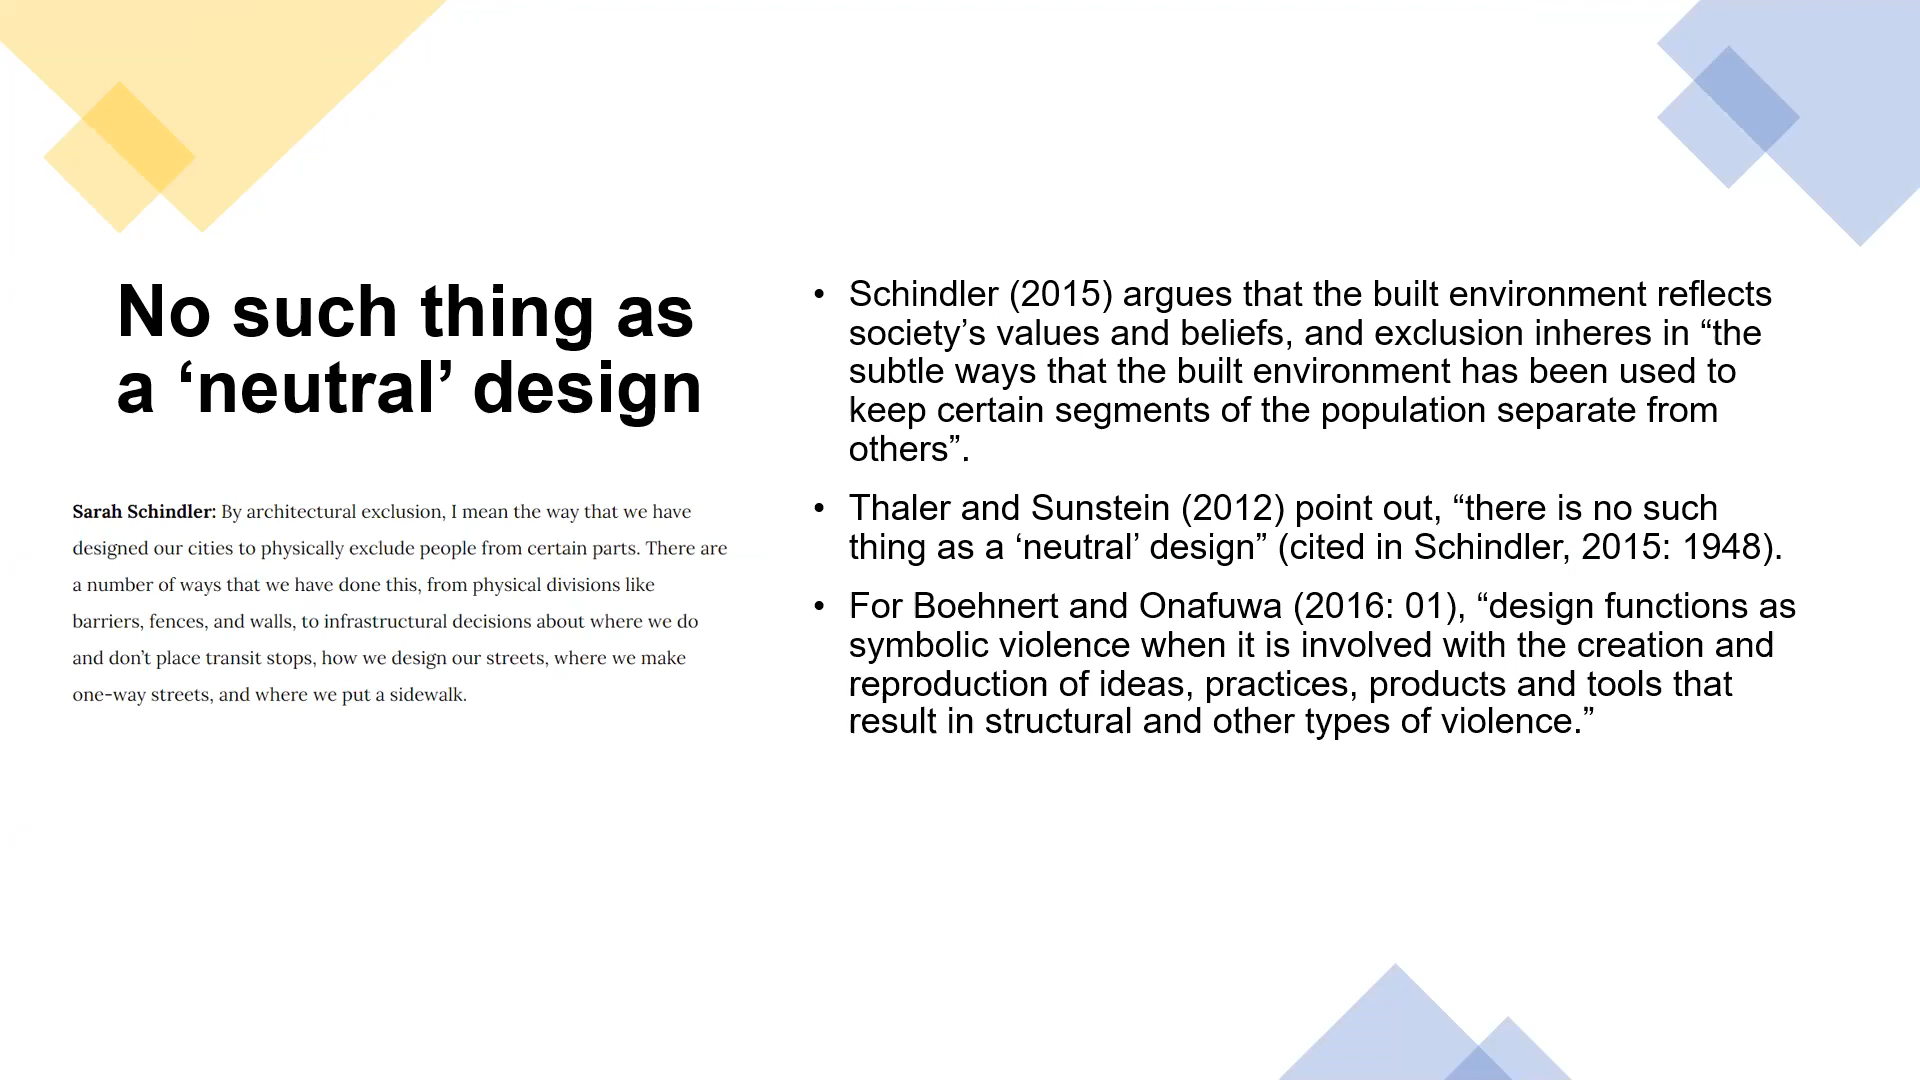 No such thing as
a ‘neutral’ design
Sarah Schindler: By architectural exclusion, I mean the way that we have
designed our cities to physically exclude people from certain parts. There are
a number of ways that we have done this, from physical divisions like
barriers, fences, and walls, to infrastructural decisions about where we do
and don’t place transit stops, how we design our streets, where we make
one-way streets, and where we put a sidewalk.
• Schindler (2015) argues that the built environment reflects
society’s values and beliefs, and exclusion inheres in “the
subtle ways that the built environment has been used to
keep certain segments of the population separate from
others”.
• Thaler and Sunstein (2012) point out, “there is no such
thing as a ‘neutral’ design” (cited in Schindler, 2015: 1948).
• For Boehnert and Onafuwa (2016: 01), “design functions as
symbolic violence when it is involved with the creation and
reproduction of ideas, practices, products and tools that
result in structural and other types of violence.”